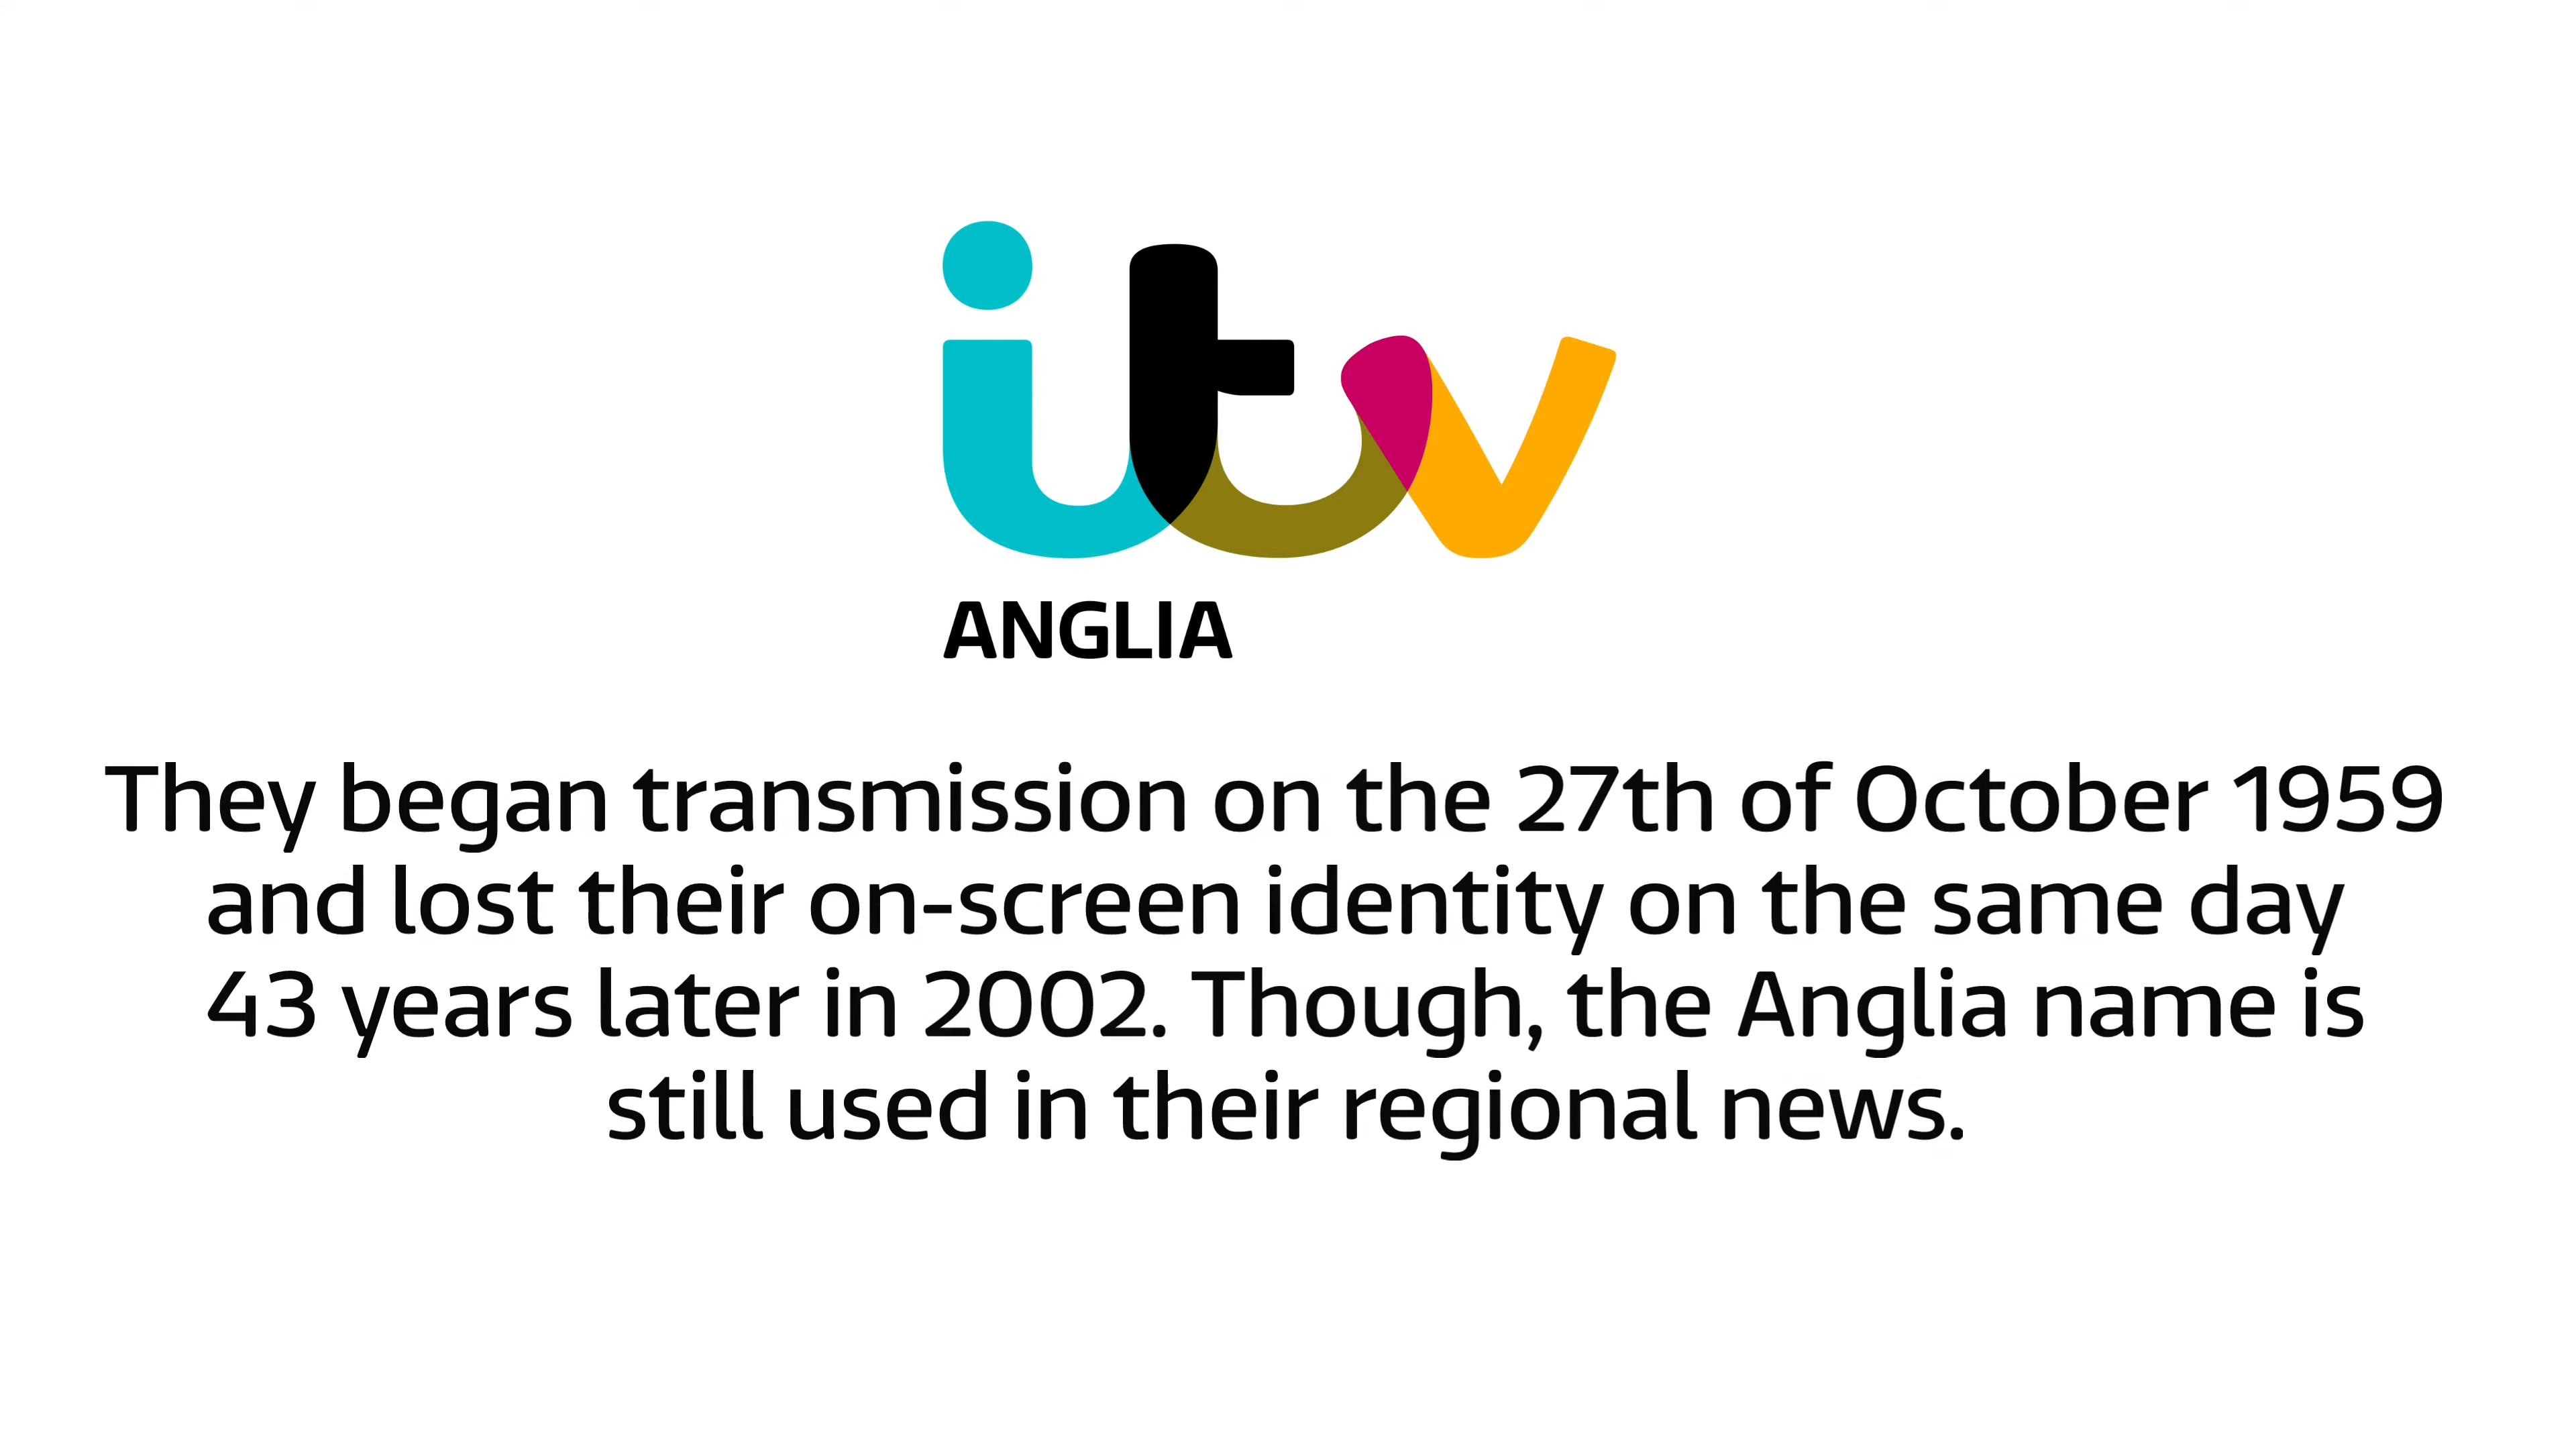 itv
ANGLIA
They began transmission on the 27th of October 1959
and lost their on-screen identity on the same day
43 years later in 2002. Though, the Anglia name is
still used in their regional news.